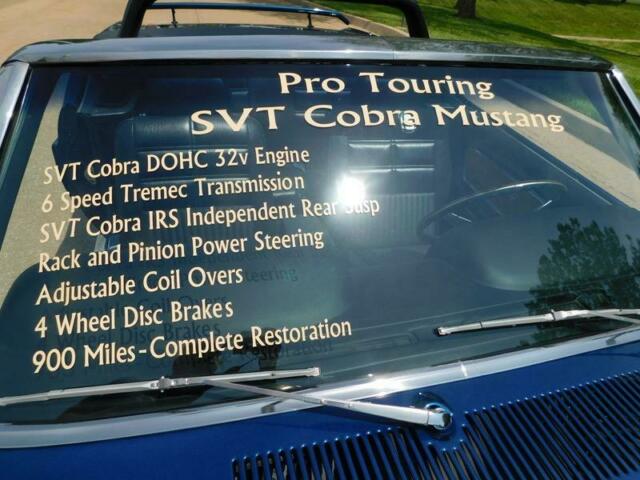 Pro Touring
SVT Cobra Mustang
SVT Cobra DOHC 32v Engine
6 Speed Tremec Transmission
SVT Cobra IRS Independent Rear Susp
Rack and Pinion Power Steering
Adjustable Coil Overs
4 Wheel Disc Brakes
900 Miles-Complete Restoration